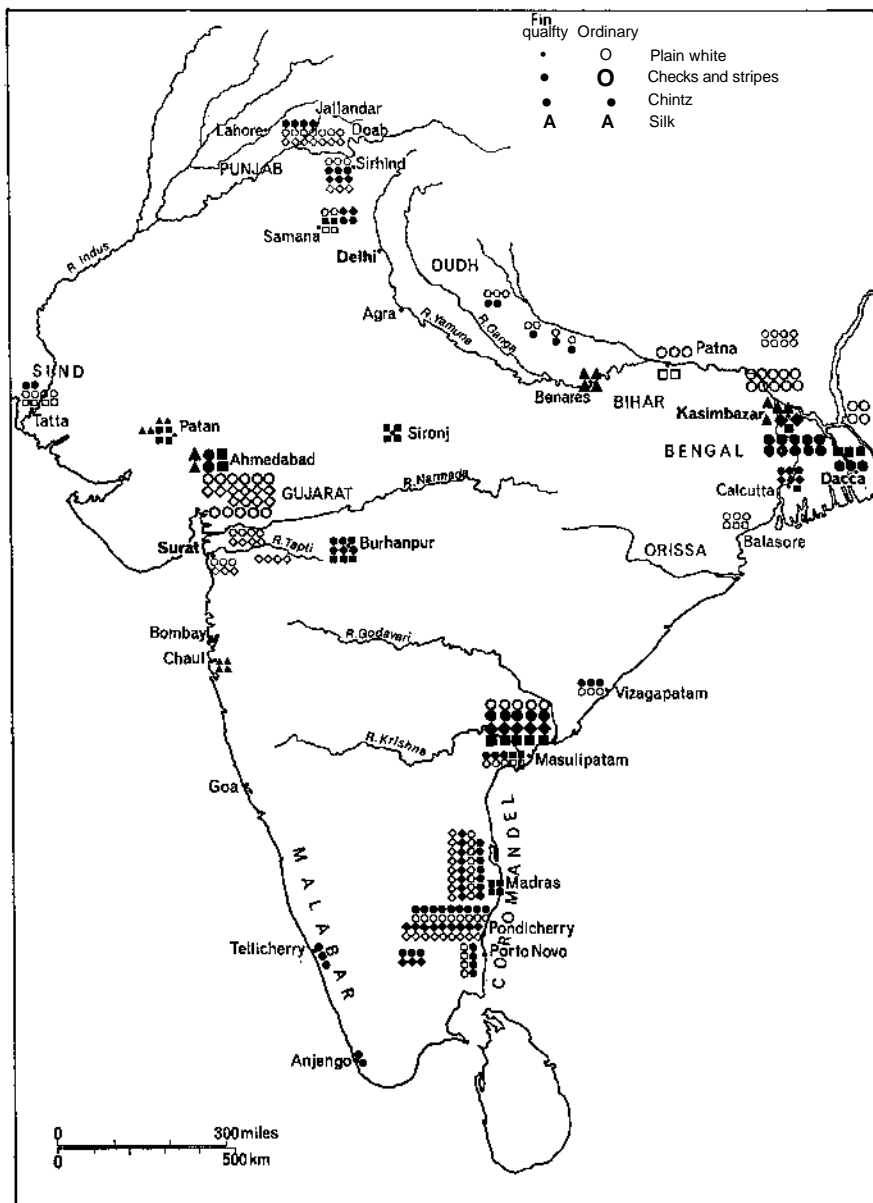 Fin
qualfty Ordinary
Plain white
Checks and stripes
Chintz
A A Silk
Jallandar
Lahore Doab
PUNJAB Sirhind
Samana
Delhi
R. Indus
OUDH
Agra
R. Yamuna
R. Ganga
Patna
SUND
Benares
BIHAR
Tatta
Kasimbazar
Patan
Sironj
Ahmedabad
BENGAL
GUJARAT
R. Narmada
Calcutta
Dacca
Surat
R. Tapti
Burhanpur
ORISSA
Balasore
Bombay
R. Godavari
Chaul
Vizagapatam
R. Krishna
Masulipatam
Goa
COROMANDEL
MALABAR
Madras
Pondicherry
Tellicherry
Porto Novo
Anjengo
0 300 miles
0 500 km